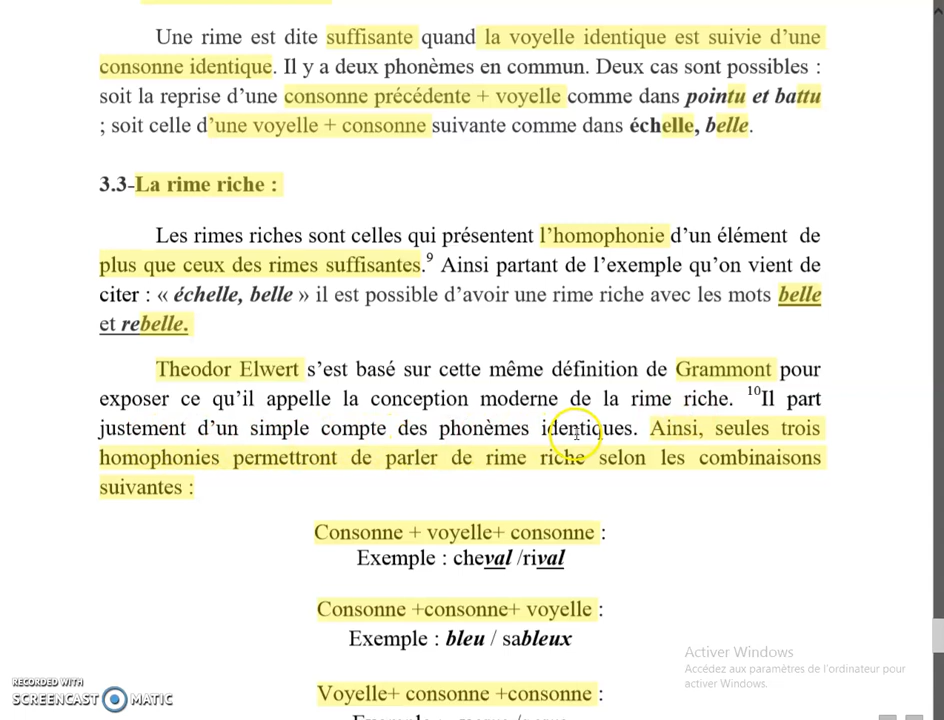 Une rime est dite suffisante quand la voyelle identique est suivie d’une
consonne identique. Il y a deux phonèmes en commun. Deux cas sont possibles :
soit la reprise d’une consonne précédente + voyelle comme dans pointu et battu
; soit celle d’une voyelle + consonne suivante comme dans échelle, belle.
3.3-La rime riche :
Les rimes riches sont celles qui présentent l’homophonie d’un élément de
plus que ceux des rimes suffisantes.9 Ainsi partant de l’exemple qu’on vient de
citer : « échelle, belle » il est possible d’avoir une rime riche avec les mots belle
et rebelle.
Theodor Elwert s’est basé sur cette même définition de Grammont pour
exposer ce qu’il appelle la conception moderne de la rime riche. 10Il part
justement d’un simple compte des phonèmes identiques. Ainsi, seules trois
homophonies permettront de parler de rime riche selon les combinaisons
suivantes :
Consonne + voyelle+ consonne :
Exemple : cheval /rival
Consonne +consonne+ voyelle :
Exemple : bleu / sableux
Voyelle+ consonne +consonne :
Activer Windows
Accédez aux paramètres de l'ordinateur pour
activer Windows.
RECORDED WITH
SCREENCAST MATIC